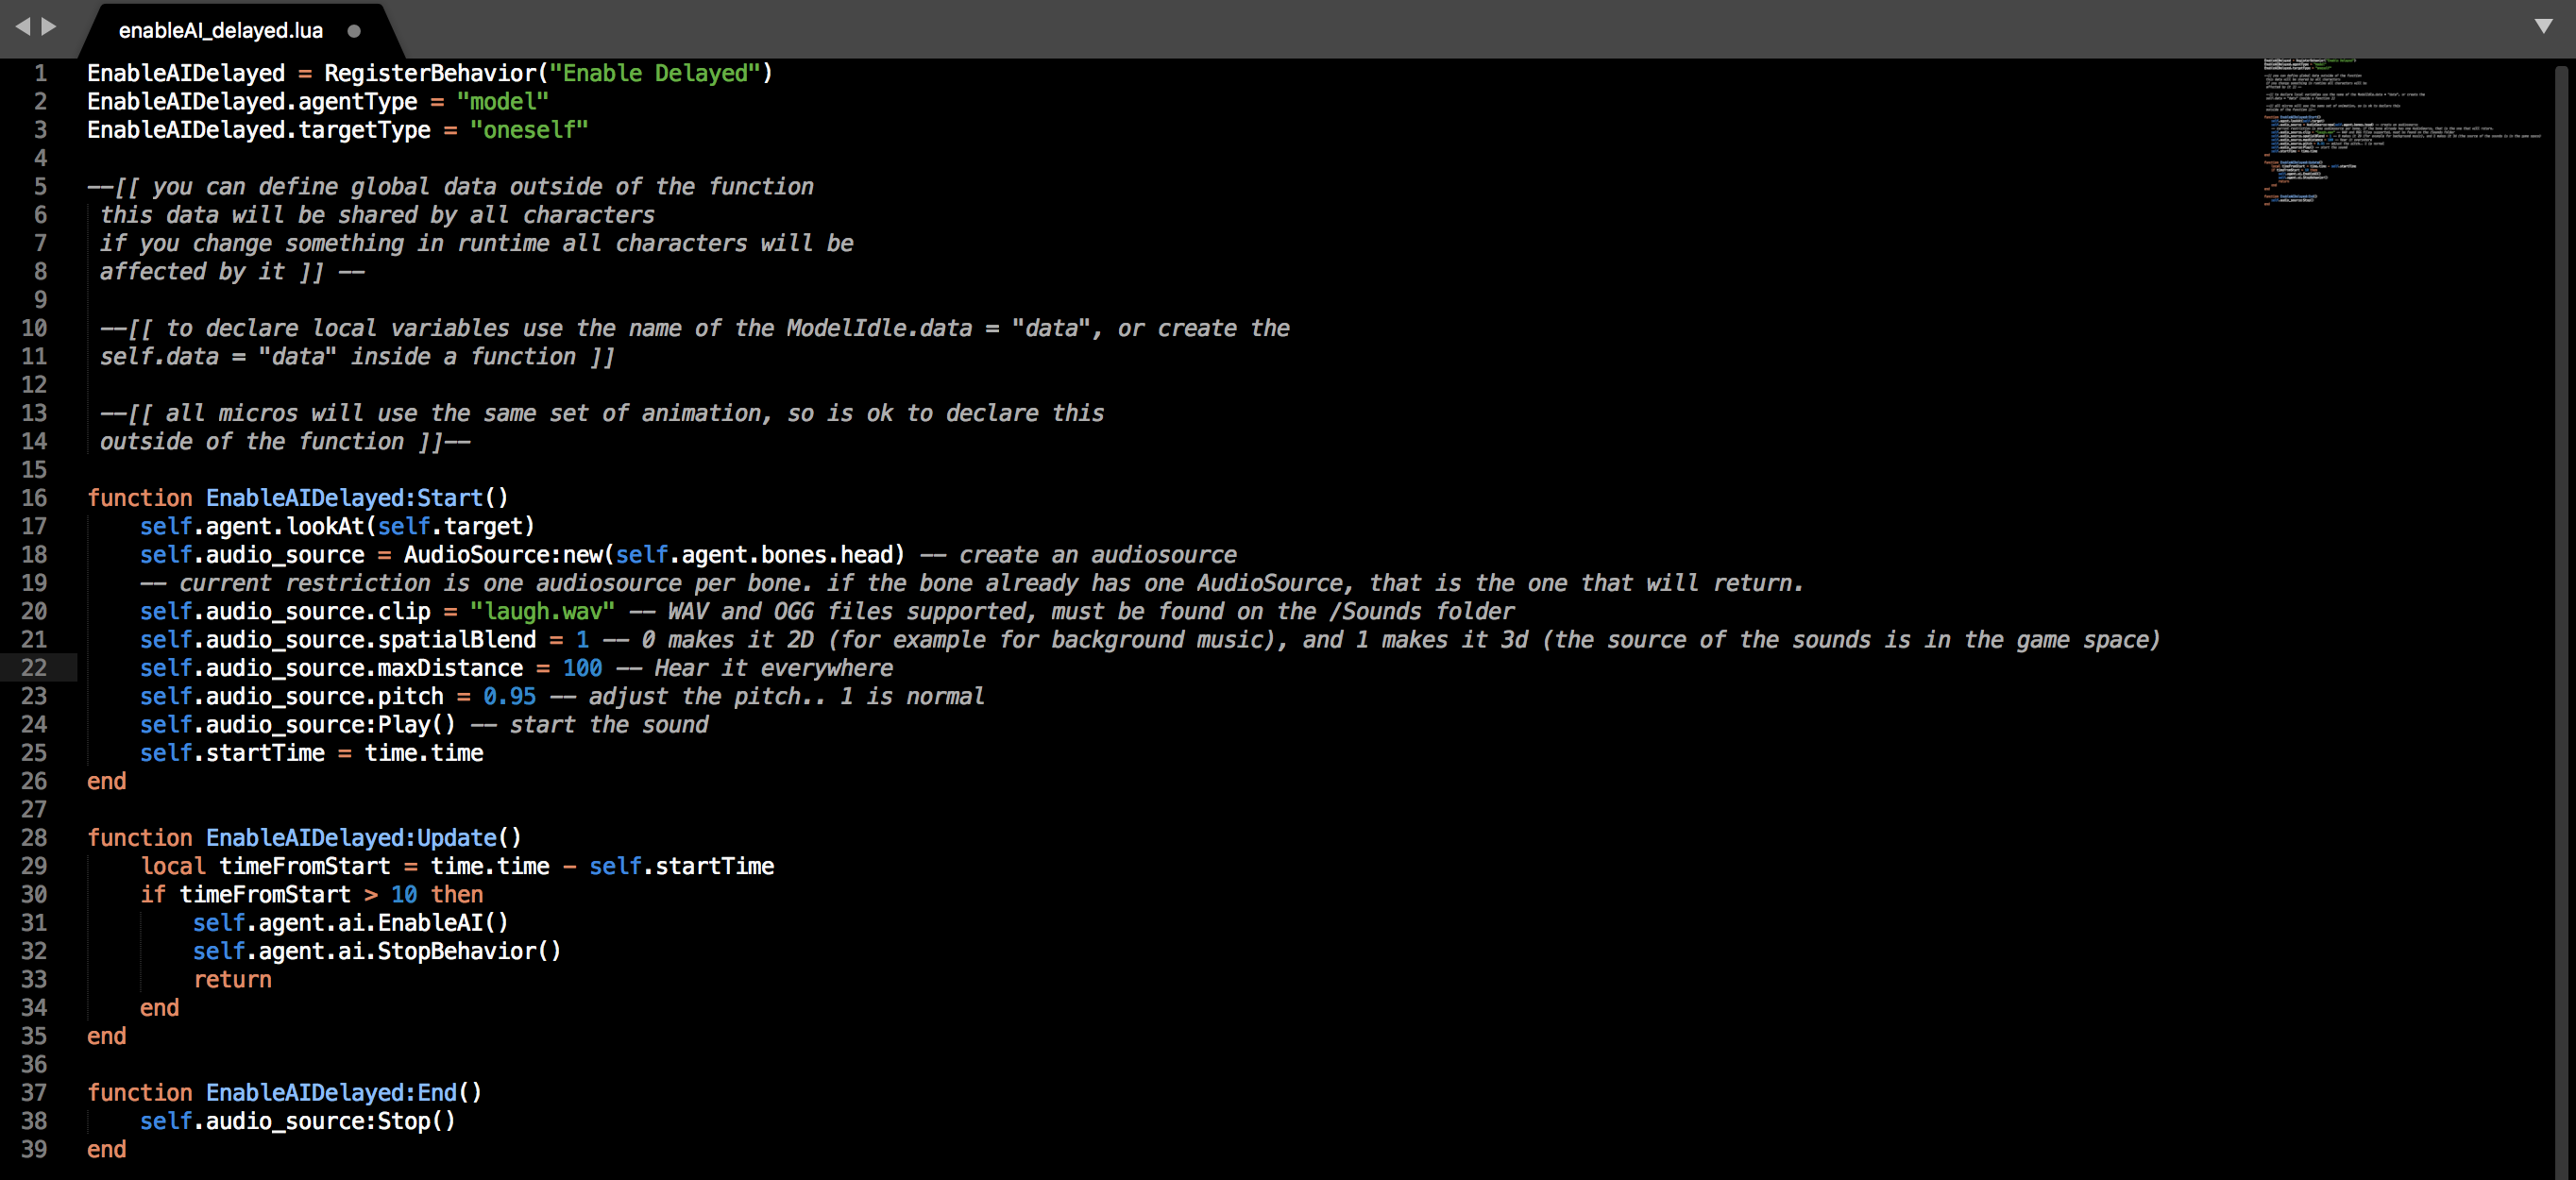 enableAI_delayed.lua
1 EnableAIDelayed = RegisterBehavior("Enable Delayed")
2 EnableAIDelayed.agentType = "model"
3 EnableAIDelayed.targetType = "oneself"
4
5 --[[ you can define global data outside of the function
6 this data will be shared by all characters
7 if you change something in runtime all characters will be
8 affected by it ]] --
9
10 --[[ to declare local variables use the name of the ModelIdle.data = "data", or create the
11 self.data = "data" inside a function ]]
12
13 --[[ all micros will use the same set of animation, so is ok to declare this
14 outside of the function ]]--
15
16 function EnableAIDelayed:Start()
17 self.agent.lookAt(self.target)
18 self.audio_source = AudioSource:new(self.agent.bones.head) -- create an audiosource
19 -- current restriction is one audiosource per bone. if the bone already has one AudioSource, that is the one that will return.
20 self.audio_source.clip = "laugh.wav" -- WAV and OGG files supported, must be found on the /Sounds folder
21 self.audio_source.spatialBlend = 1 -- 0 makes it 2D (for example for background music), and 1 makes it 3d (the source of the sounds is in the game space)
22 self.audio_source.maxDistance = 100 -- Hear it everywhere
23 self.audio_source.pitch = 0.95 -- adjust the pitch.. 1 is normal
24 self.audio_source:Play() -- start the sound
25 self.startTime = time.time
26 end
27
28 function EnableAIDelayed:Update()
29 local timeFromStart = time.time - self.startTime
30 if timeFromStart > 10 then
31 self.agent.ai.EnableAI()
32 self.agent.ai.StopBehavior()
33 return
34 end
35 end
36
37 function EnableAIDelayed:End()
38 self.audio_source:Stop()
39 end